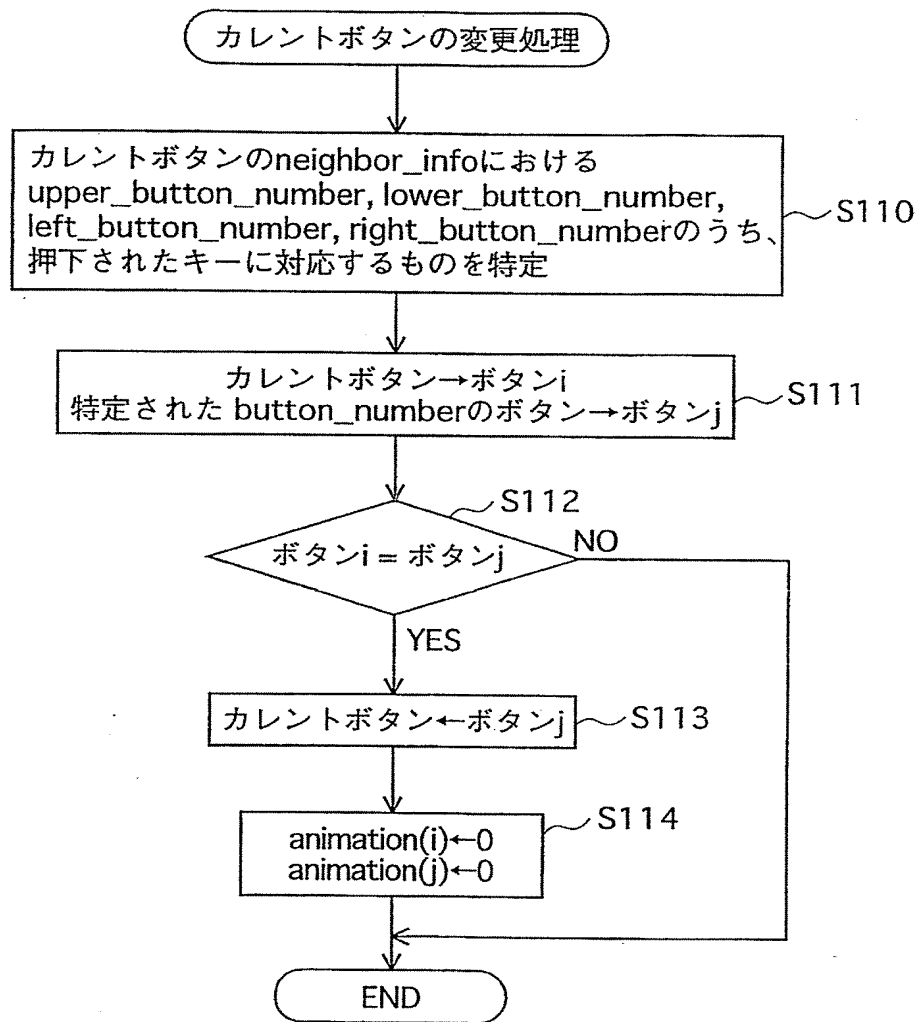 カレントボタンの変更処理
カレントボタンのneighbor_infoにおける
upper_button_number, lower_button_number,
left_button_number, right_button_numberのうち、
押下されたキーに対応するものを特定
S110
カレントボタン→ボタンi
特定された button_numberのボタン→ボタンj
S111
S112
ボタンi = ボタンj
NO
YES
カレントボタン←ボタンj
S113
animation(i)←0
animation(j)←0
S114
END